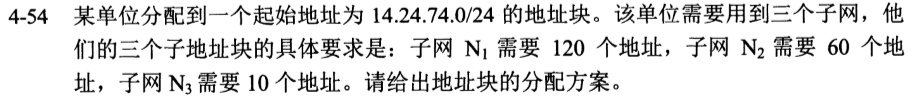 4-54 某单位分配到一个起始地址为 14.24.74.0/24 的地址块。该单位需要用到三个子网，他
们的三个子地址块的具体要求是：子网 N₁ 需要 120 个地址，子网 N₂ 需要 60 个地
址，子网 N₃ 需要 10 个地址。请给出地址块的分配方案。